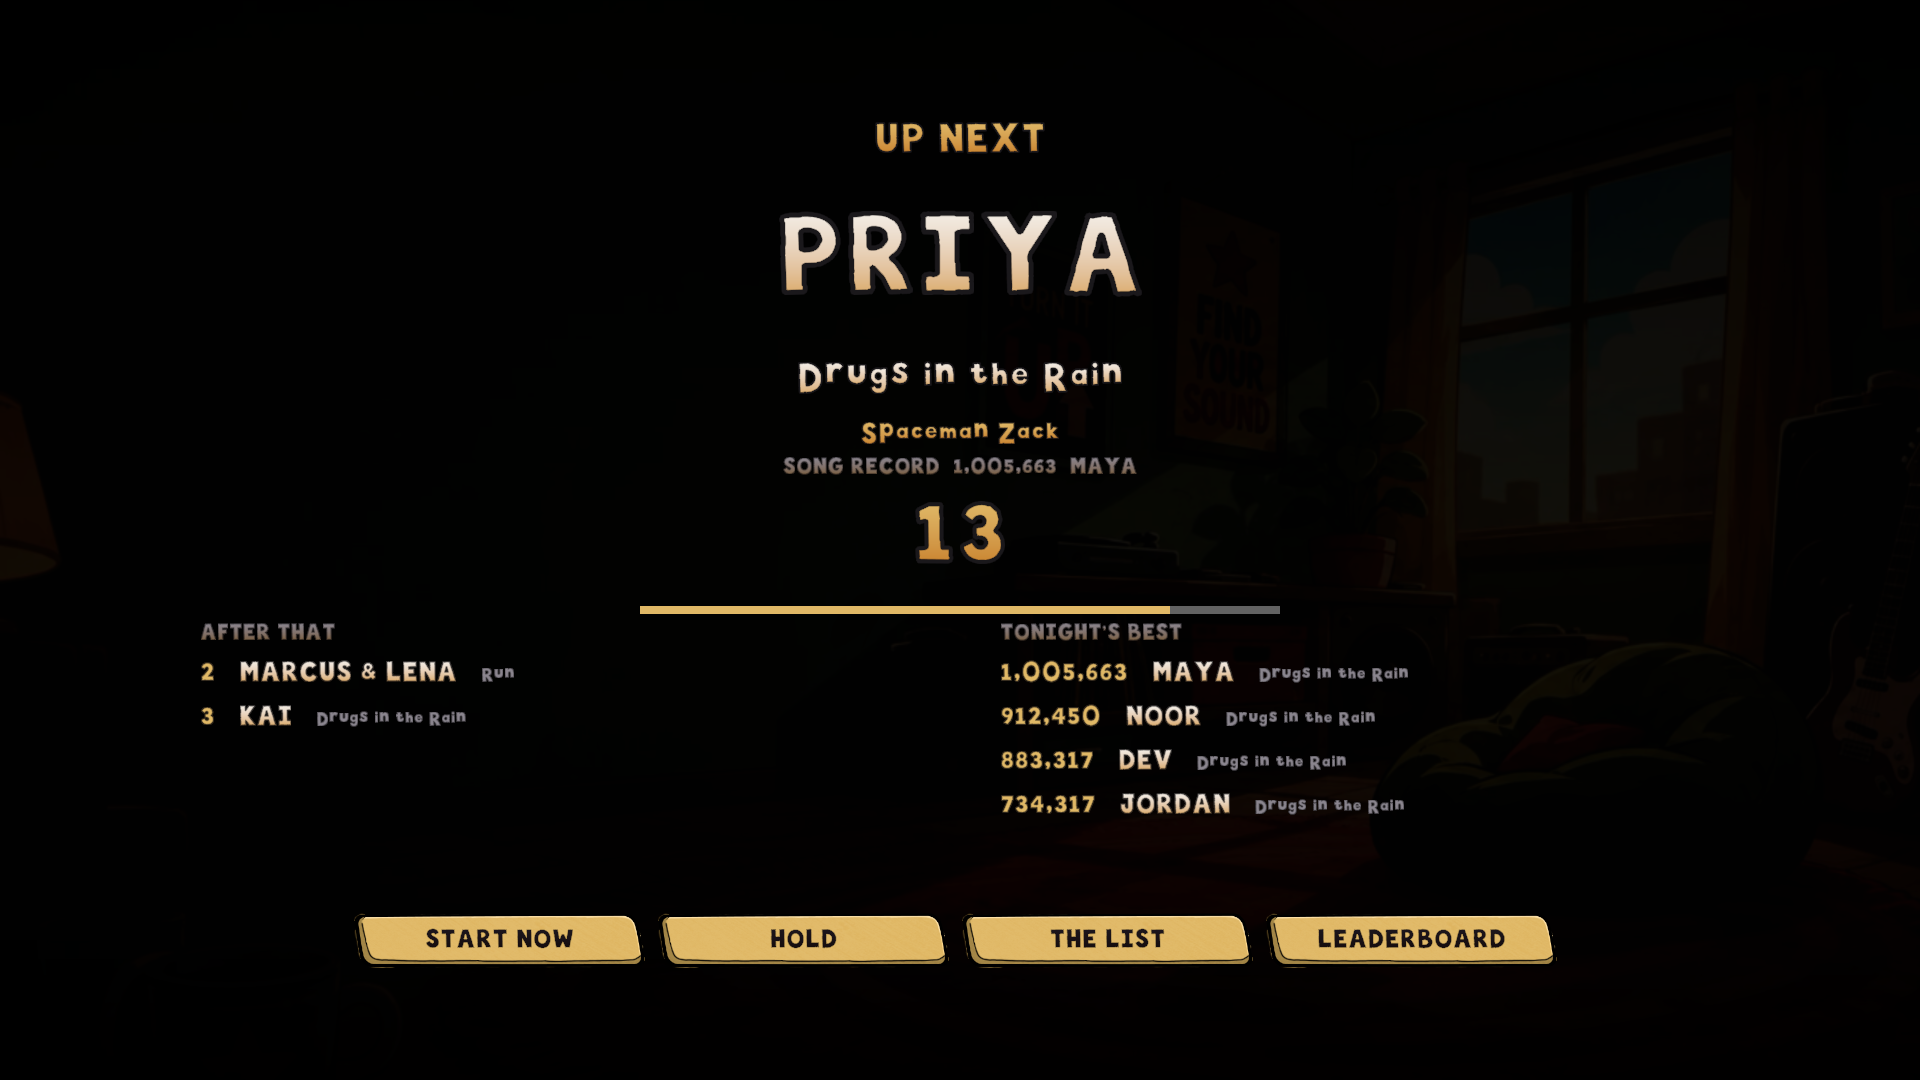 UP NEXT
PRIYA
Drugs in the Rain
Spaceman Zack
SONG RECORD 1,005,663 MAYA
13
AFTER THAT
2 MARCUS & LENA Run
3 KAI Drugs in the Rain
TONIGHT'S BEST
1,005,663 MAYA Drugs in the Rain
912,450 NOOR Drugs in the Rain
883,317 DEV Drugs in the Rain
734,317 JORDAN Drugs in the Rain
FIND
YOUR
SOUND
START NOW
HOLD
THE LIST
LEADERBOARD